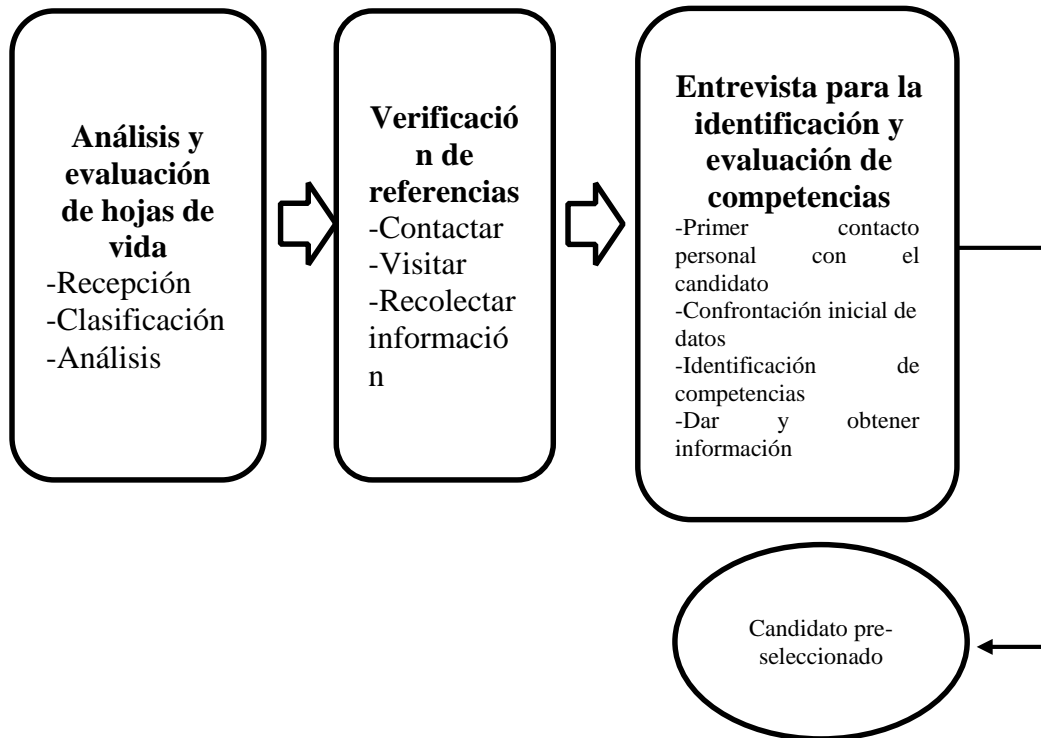 Análisis y
evaluación
de hojas de
vida
-Recepción
-Clasificación
-Análisis
Verificació
n de
referencias
-Contactar
-Visitar
-Recolectar
informació
n
Entrevista para la
identificación y
evaluación de
competencias
-Primer contacto
personal con el
candidato
-Confrontación inicial de
datos
-Identificación de
competencias
-Dar y obtener
información
Candidato pre-
seleccionado